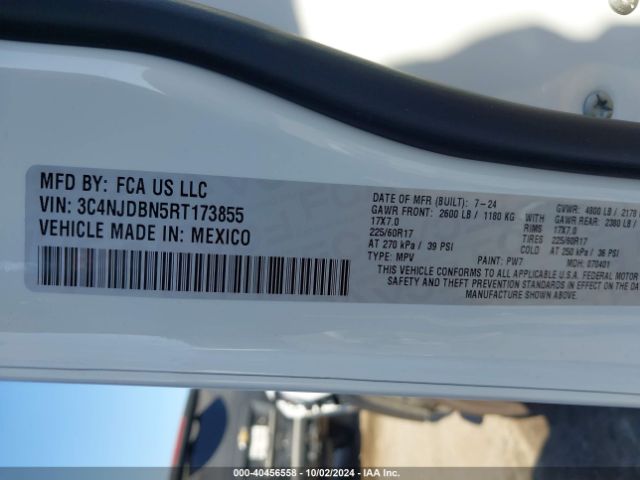 MFD BY: FCA US LLC
VIN: 3C4NJDBN5RT173855
VEHICLE MADE IN: MEXICO
DATE OF MFR (BUILT): 7-24 GVWR: 4800 LB / 2178
GAWR FRONT: 2600 LB / 1180 KG WITH GAWR REAR: 2380 LB /
17X7.0 RIMS 17X7.0
225/60R17 TIRES 225/60R17
AT 270 kPa / 39 PSI COLD AT 250 kPa / 36 PSI
TYPE: MPV PAINT: PW7 MDH: 070401
THIS VEHICLE CONFORMS TO ALL APPLICABLE U.S.A. FEDERAL MOTOR
SAFETY AND THEFT PREVENTION STANDARDS IN EFFECT ON THE DATE
MANUFACTURE SHOWN ABOVE.
000-40456558 - 10/02/2024 - IAA Inc.